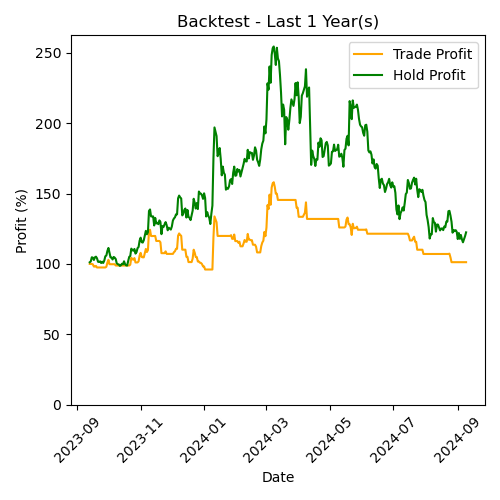 Backtest - Last 1 Year(s)
Trade Profit
Hold Profit
Profit (%)
250
200
150
100
50
0
2023-09
2023-11
2024-01
2024-03
2024-05
2024-07
2024-09
Date